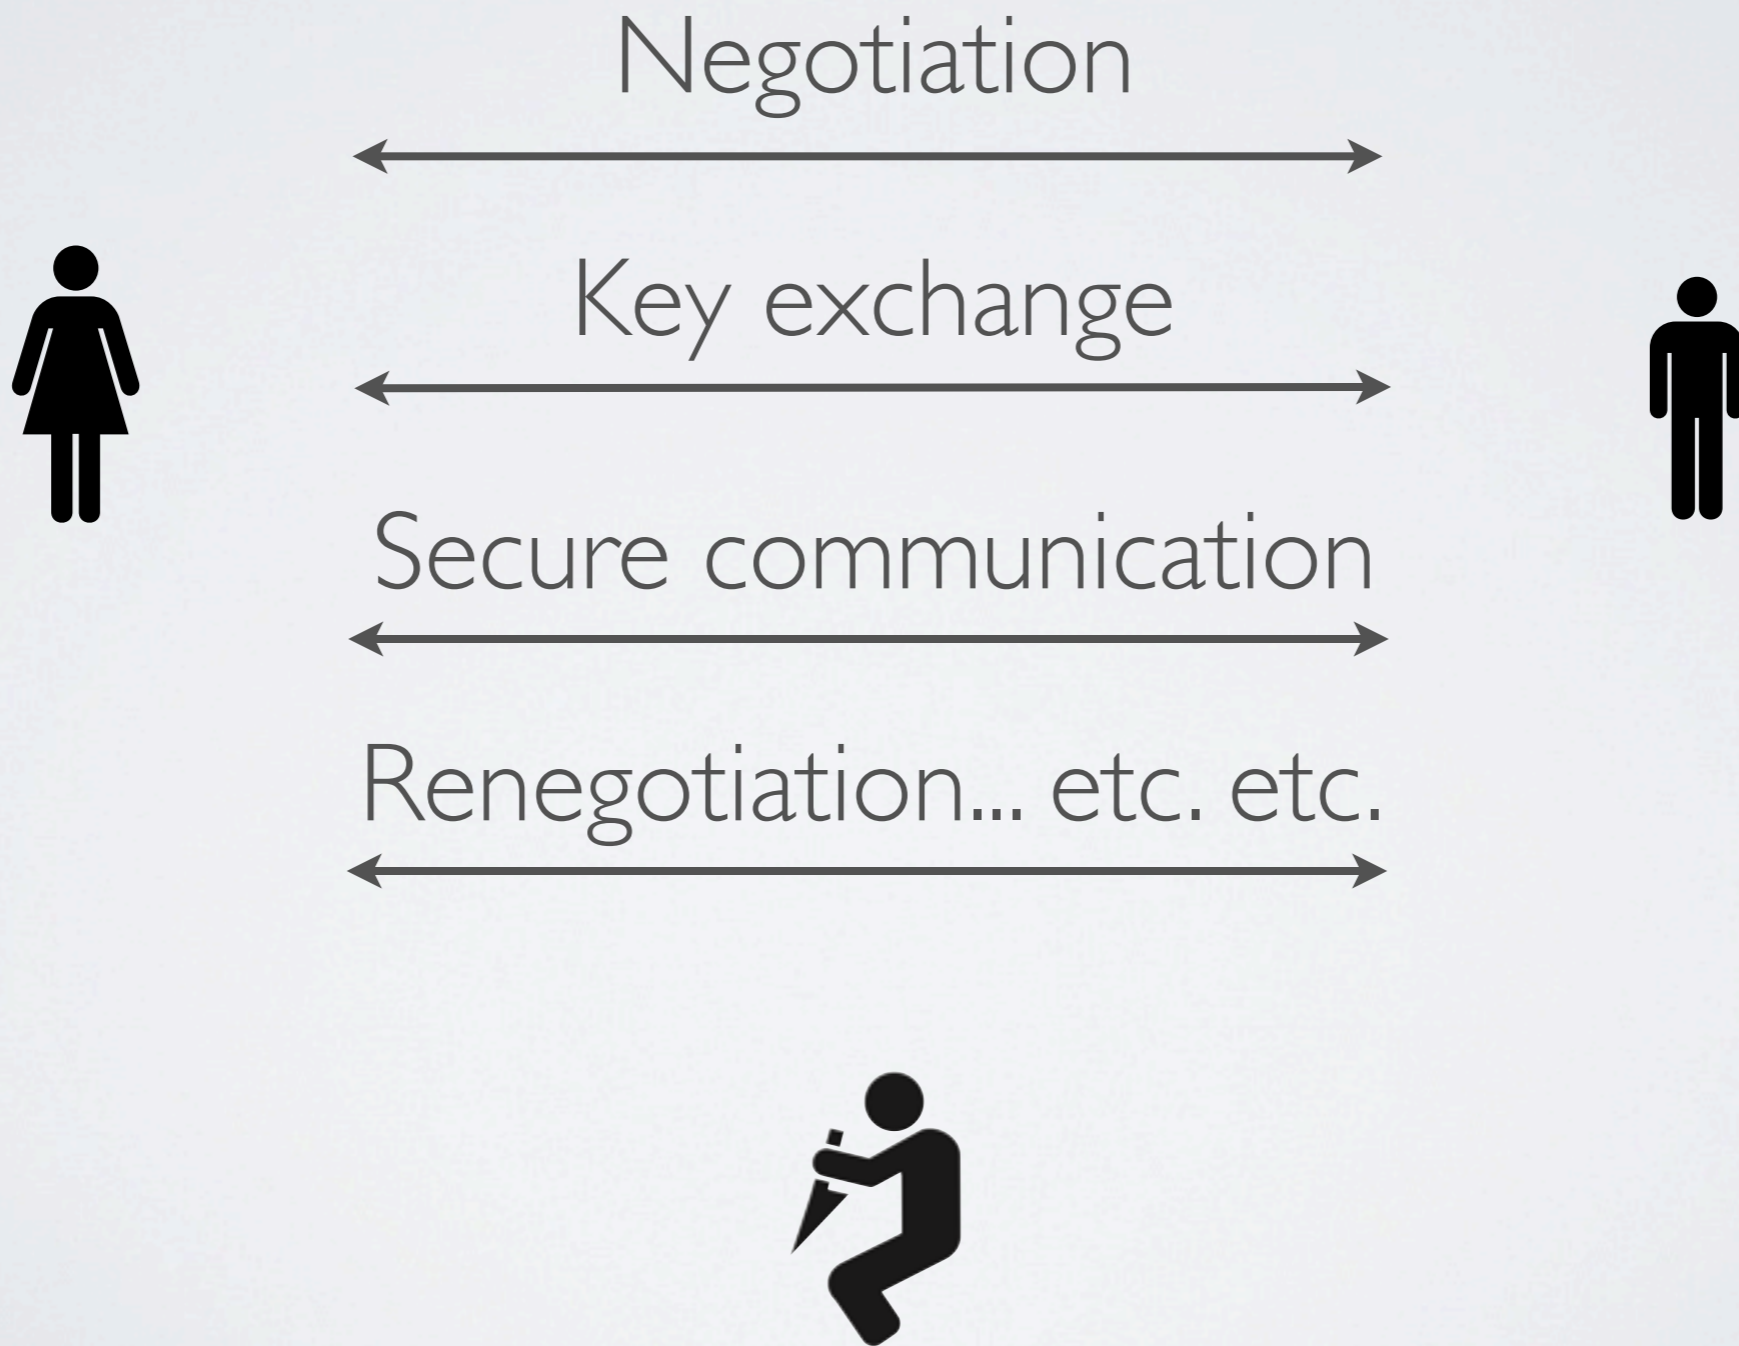 Negotiation
Key exchange
Secure communication
Renegotiation... etc. etc.